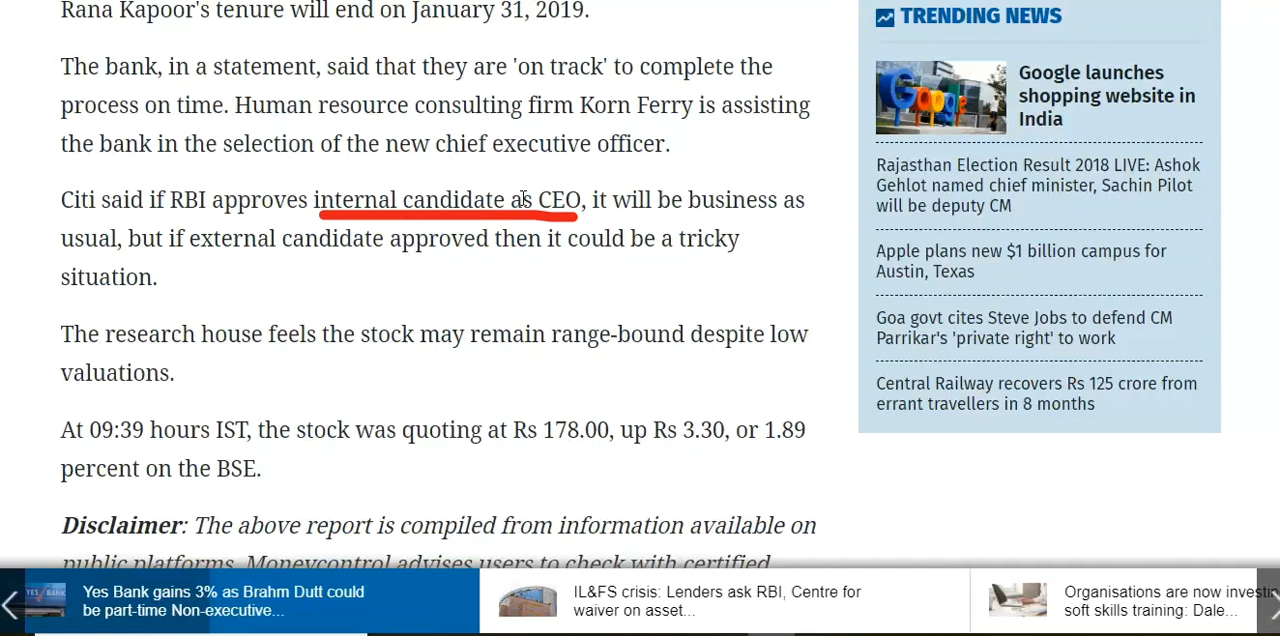 Rana Kapoor's tenure will end on January 31, 2019.
The bank, in a statement, said that they are 'on track' to complete the
process on time. Human resource consulting firm Korn Ferry is assisting
the bank in the selection of the new chief executive officer.
Citi said if RBI approves internal candidate as CEO, it will be business as
usual, but if external candidate approved then it could be a tricky
situation.
The research house feels the stock may remain range-bound despite low
valuations.
At 09:39 hours IST, the stock was quoting at Rs 178.00, up Rs 3.30, or 1.89
percent on the BSE.
Disclaimer: The above report is compiled from information available on
public platforms. Moneycontrol advises users to check with certified
TRENDING NEWS
Google launches
shopping website in
India
Rajasthan Election Result 2018 LIVE: Ashok
Gehlot named chief minister, Sachin Pilot
will be deputy CM
Apple plans new $1 billion campus for
Austin, Texas
Goa govt cites Steve Jobs to defend CM
Parrikar's 'private right' to work
Central Railway recovers Rs 125 crore from
errant travellers in 8 months
YES BANK
Yes Bank gains 3% as Brahm Dutt could
be part-time Non-executive...
IL&FS crisis: Lenders ask RBI, Centre for
waiver on asset...
Organisations are now investin
soft skills training: Dale...